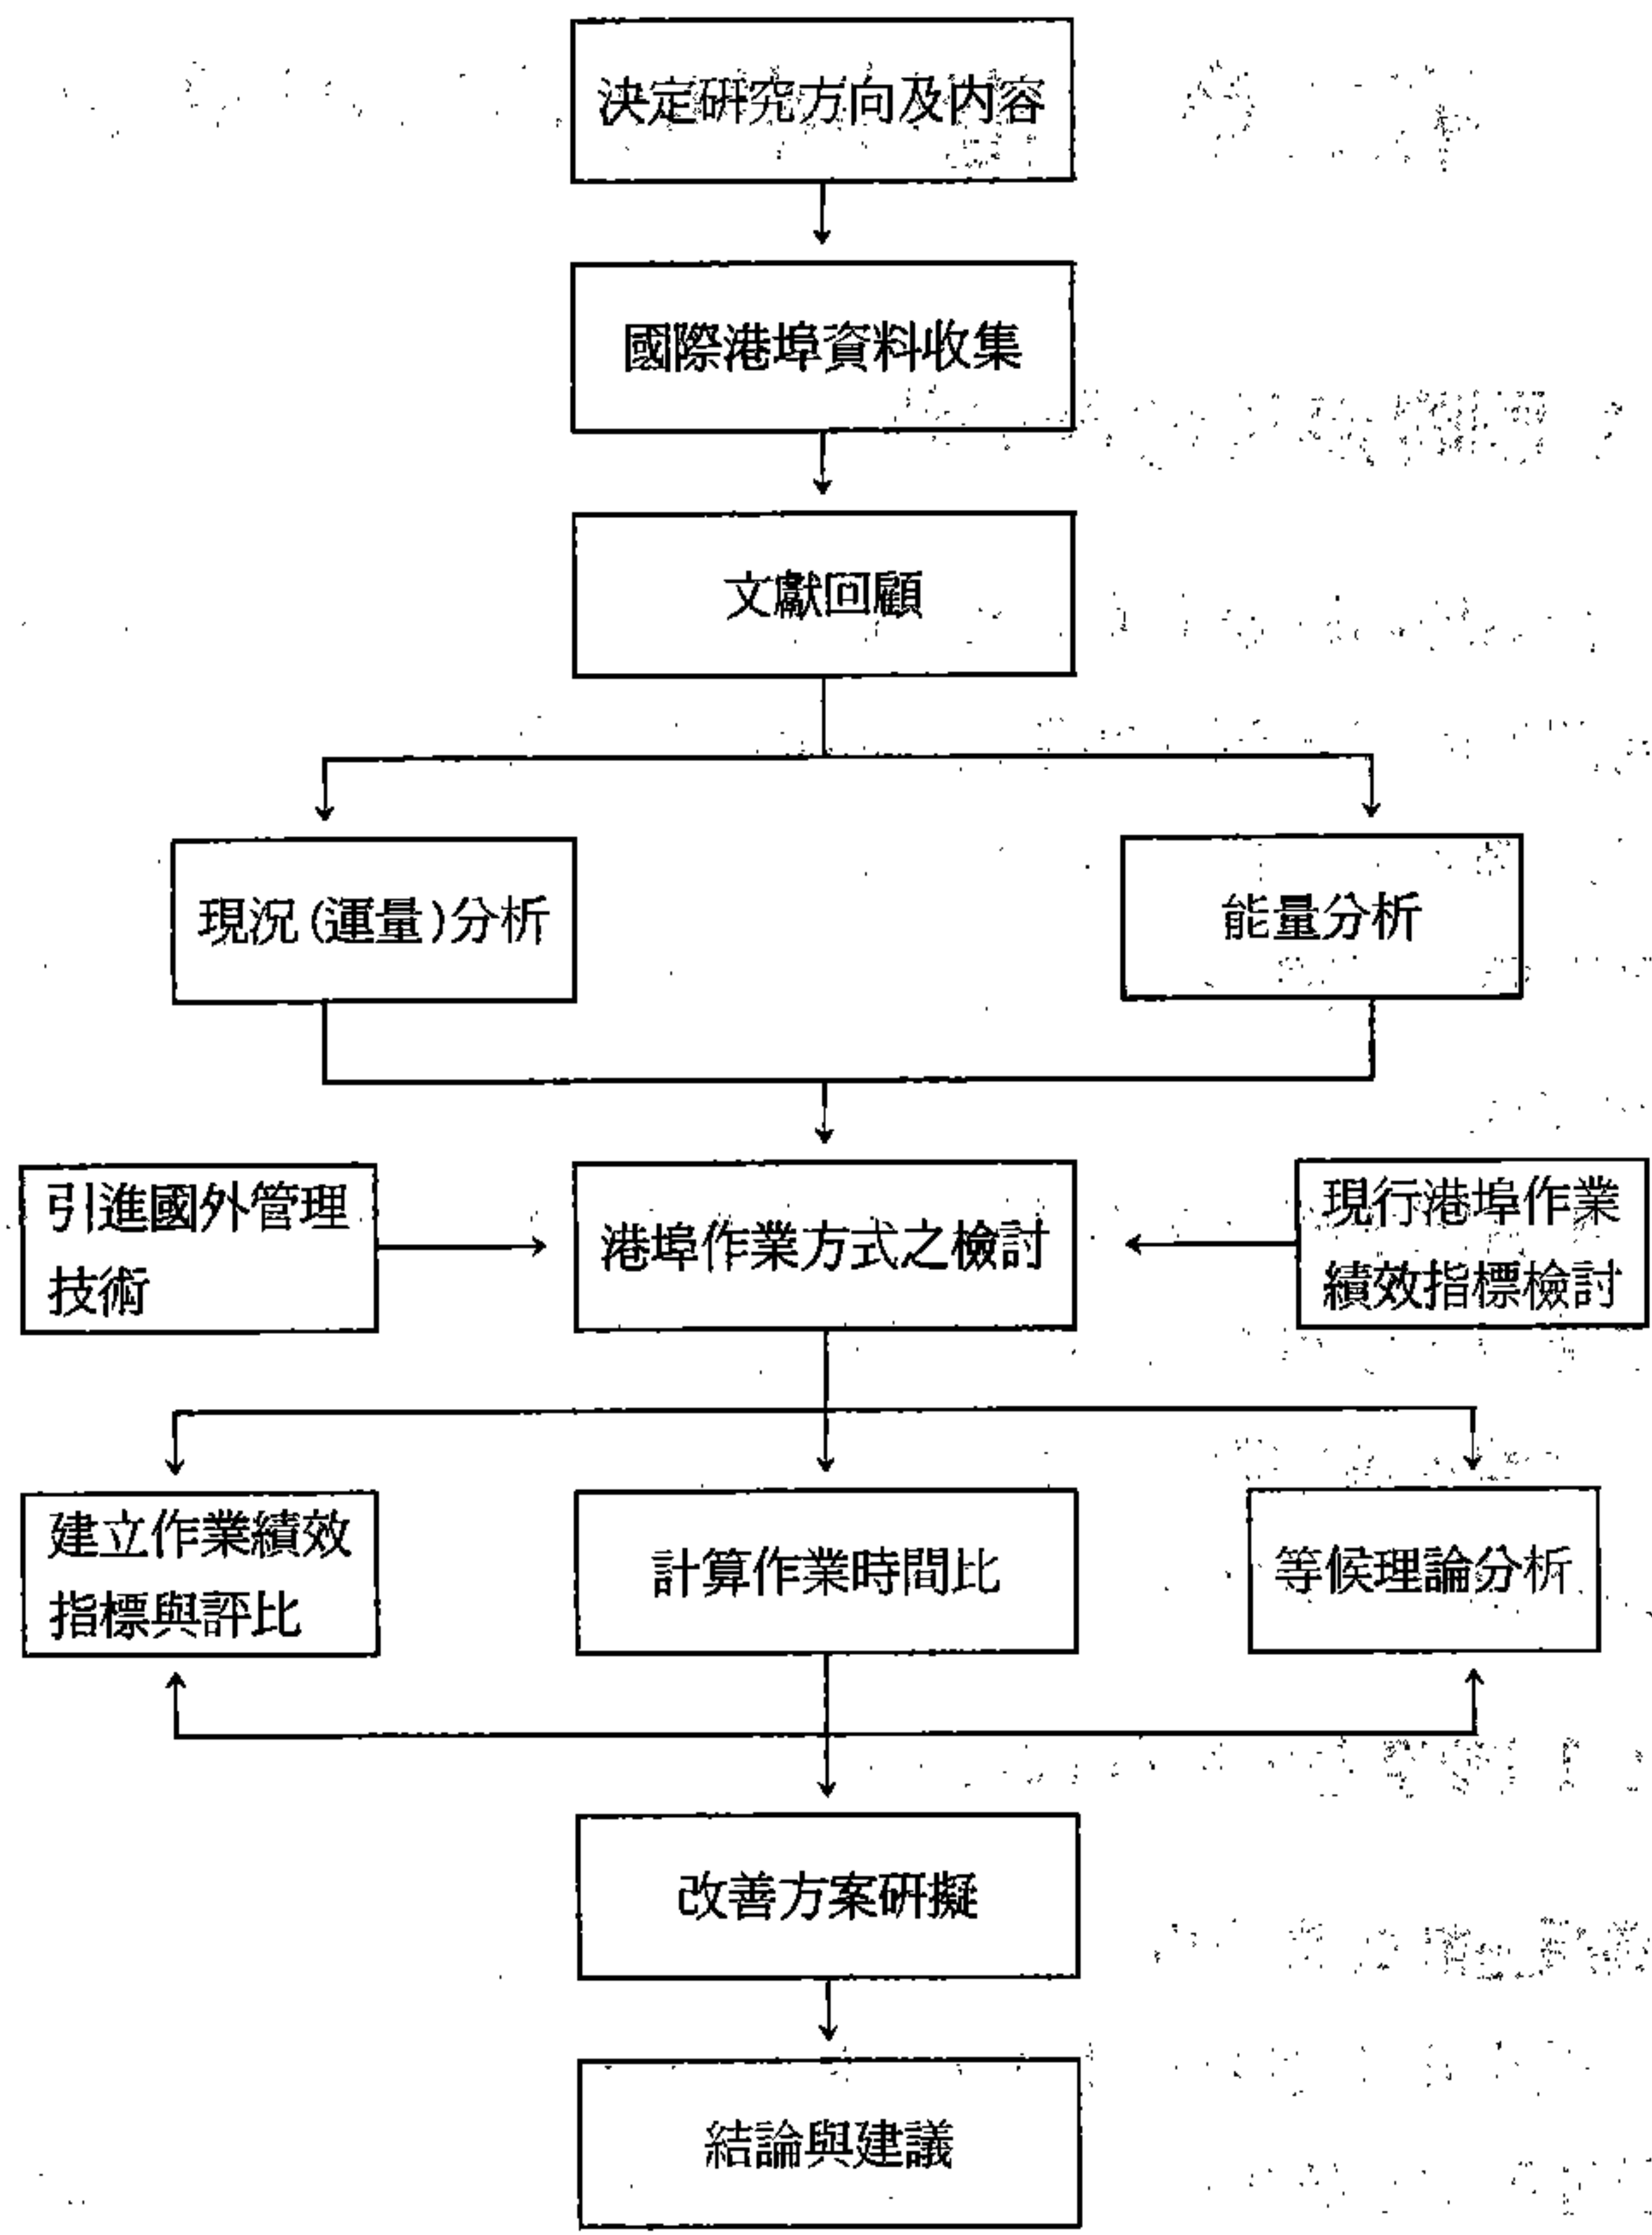 決定研究方向及內容
國際港埠資料收集
文獻回顧
現況(運量)分析
能量分析
引進國外管理
技術
港埠作業方式之檢討
現行港埠作業
績效指標檢討
建立作業績效
指標與評比
計算作業時間比
等候理論分析
改善方案研擬
結論與建議